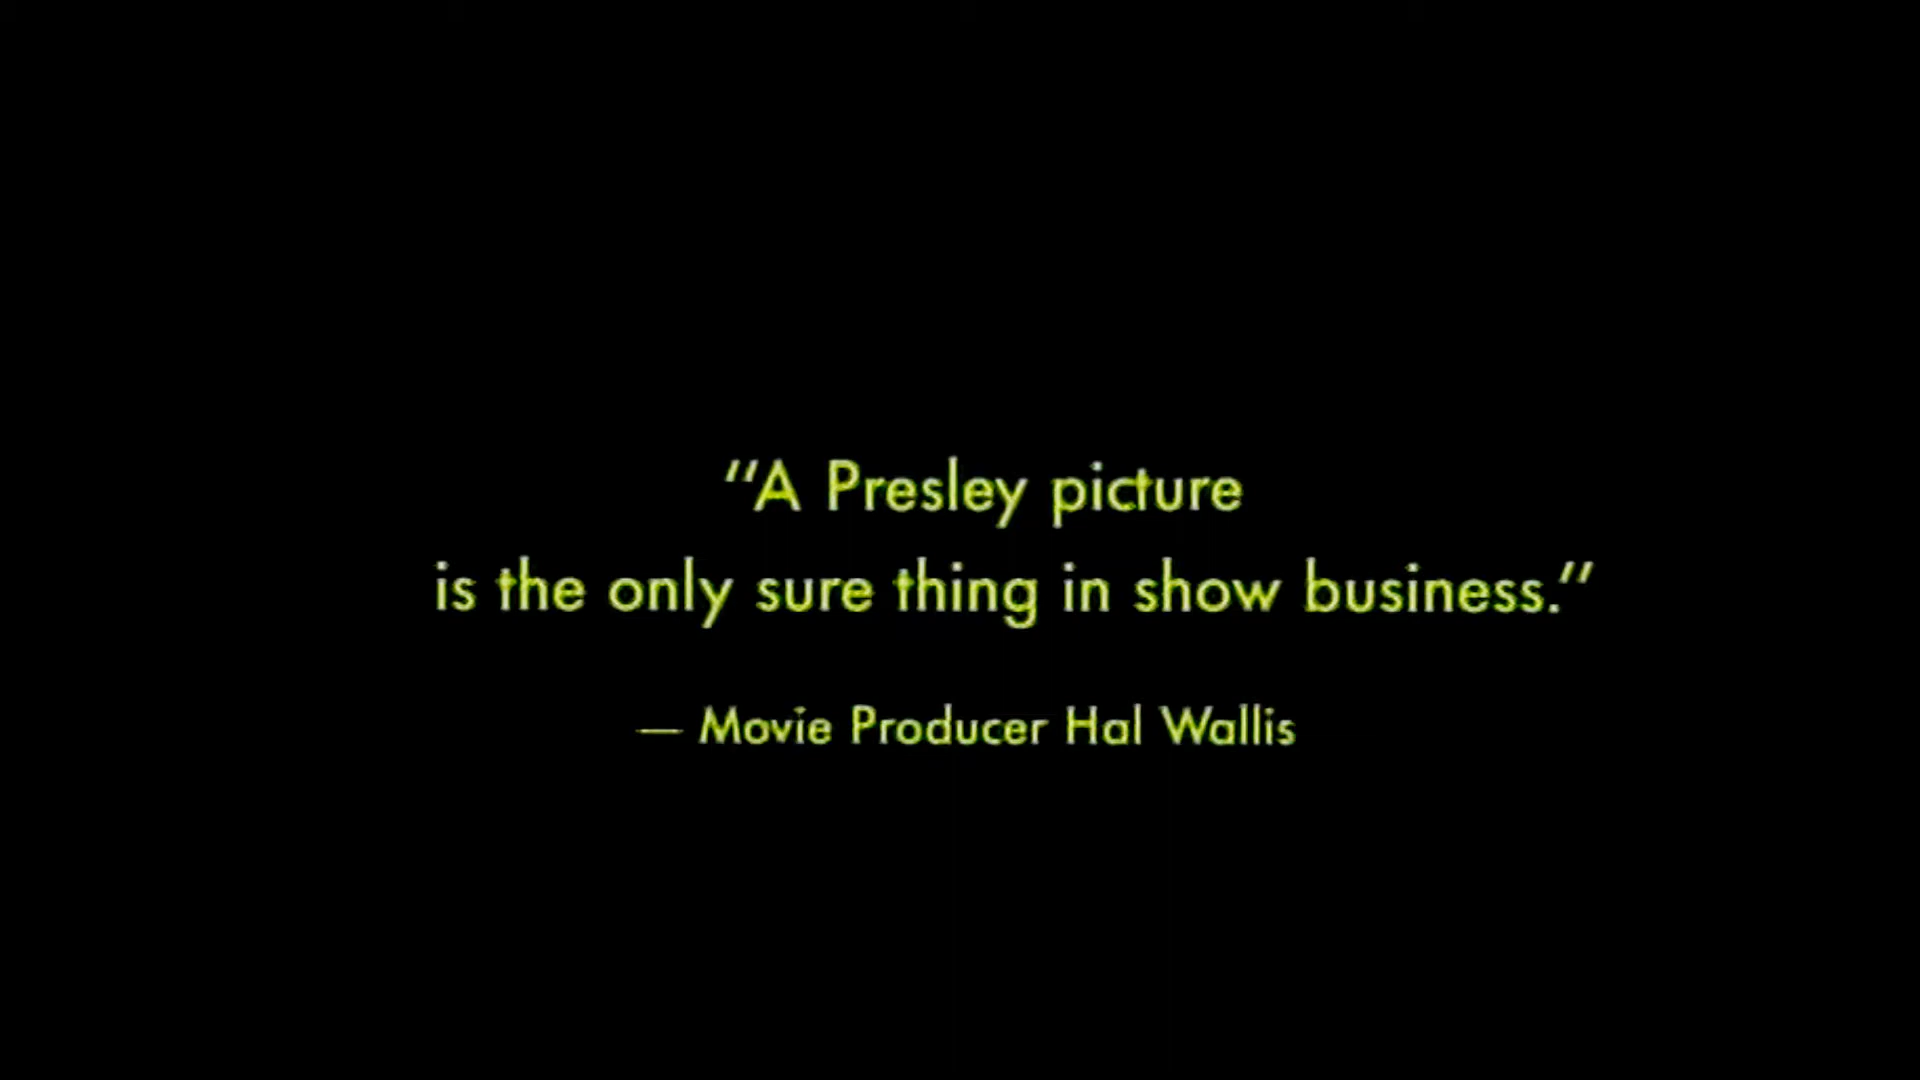 “A Presley picture
is the only sure thing in show business.”
— Movie Producer Hal Wallis